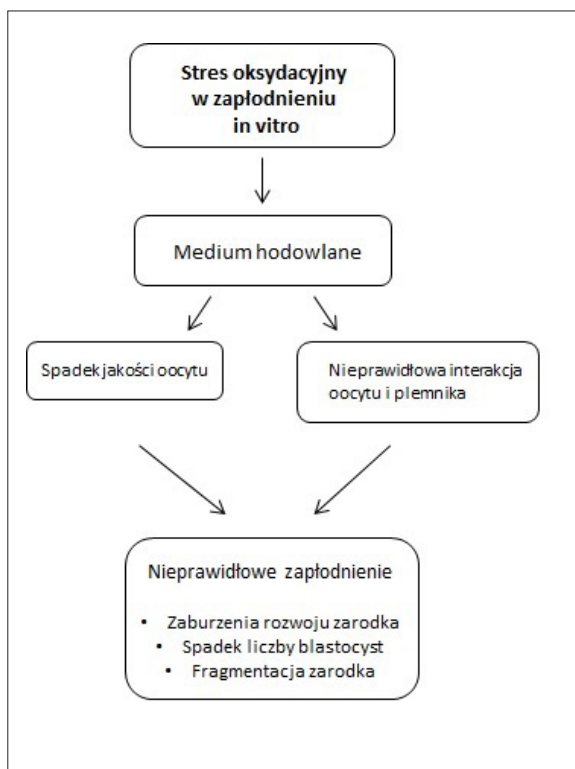 Stres oksydacyjny
w zapłodnieniu
in vitro
Medium hodowlane
Spadek jakości oocytu
Nieprawidłowa interakcja
oocytu i plemnika
Nieprawidłowe zapłodnienie
• Zaburzenia rozwoju zarodka
• Spadek liczby blastocyst
• Fragmentacja zarodka